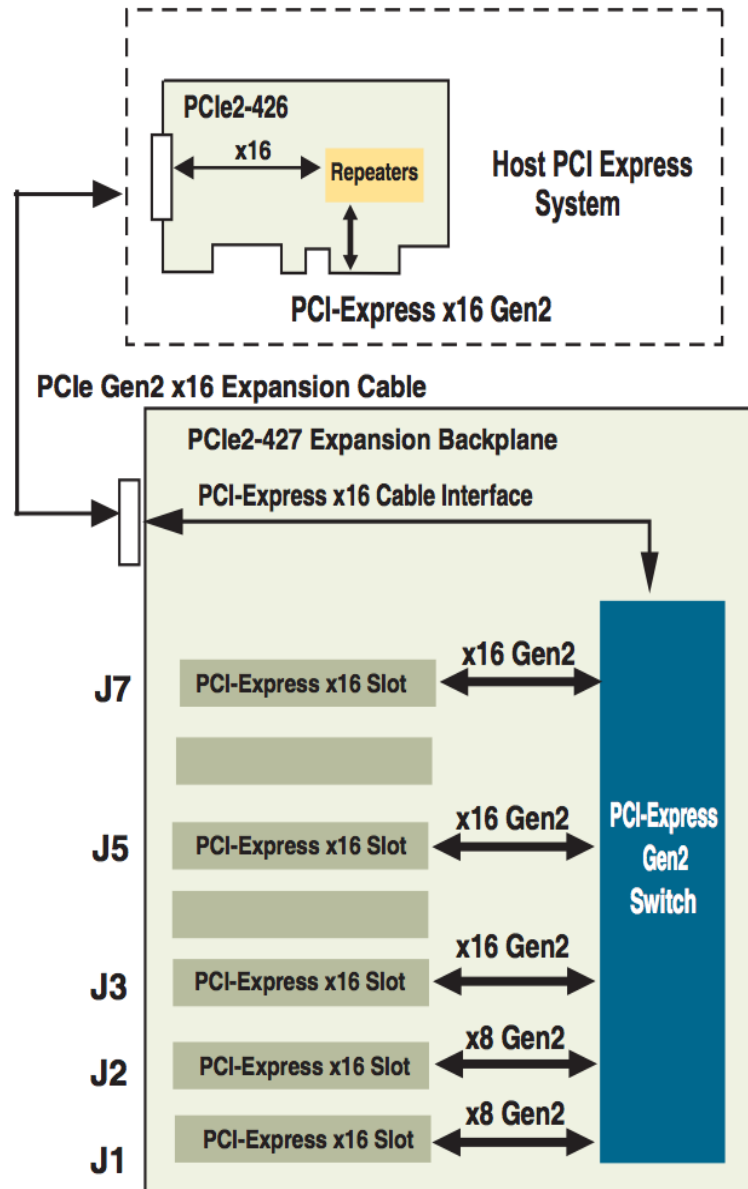 PCIe2-426
x16
Repeaters
Host PCI Express
System
PCI-Express x16 Gen2
PCIe Gen2 x16 Expansion Cable
PCIe2-427 Expansion Backplane
PCI-Express x16 Cable Interface
J7
PCI-Express x16 Slot
x16 Gen2
J5
PCI-Express x16 Slot
x16 Gen2
PCI-Express
Gen2
Switch
J3
PCI-Express x16 Slot
x16 Gen2
J2
PCI-Express x16 Slot
x8 Gen2
J1
PCI-Express x16 Slot
x8 Gen2